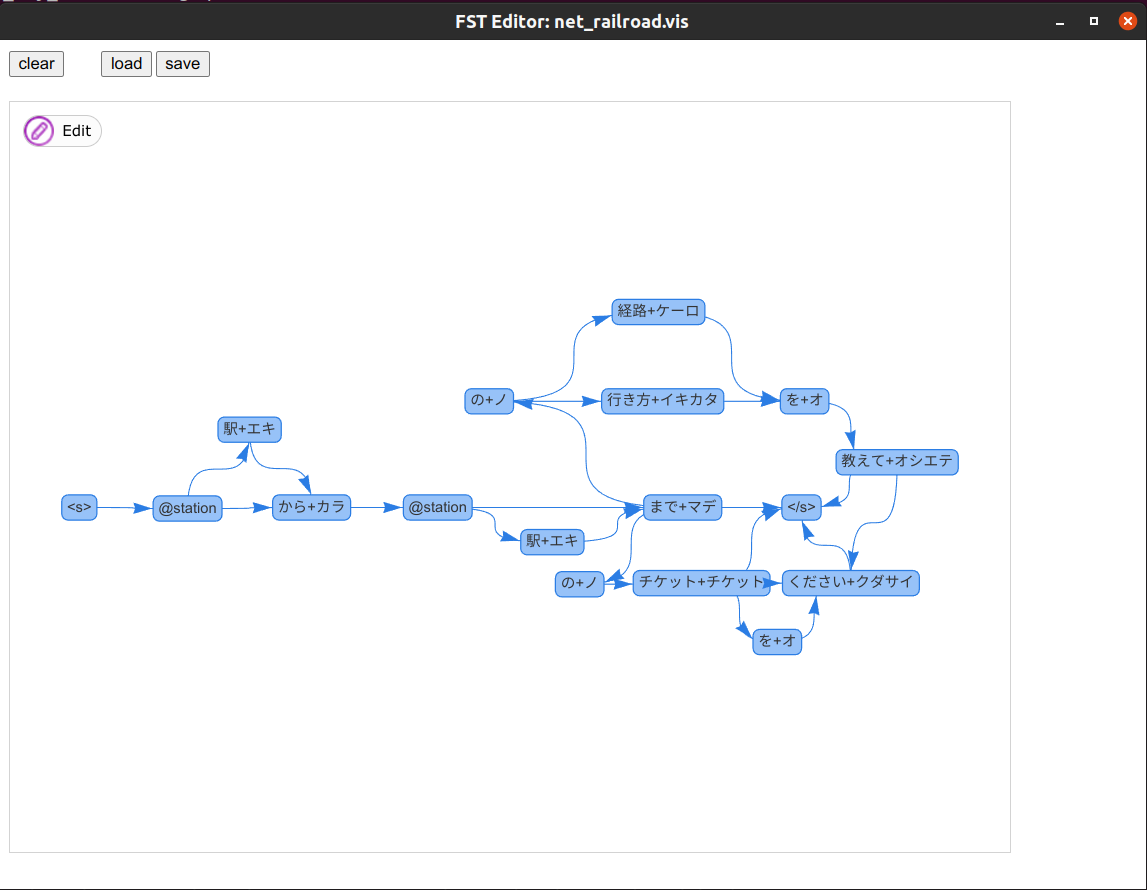 FST Editor: net_railroad.vis
clear
load
save
Edit
経路+ケーロ
の+ノ
行き方+イキカタ
を+オ
駅+エキ
教えて+オシエテ
<s>
@station
から+カラ
@station
まで+マデ
</s>
駅+エキ
の+ノ
チケット+チケット
ください+クダサイ
を+オ